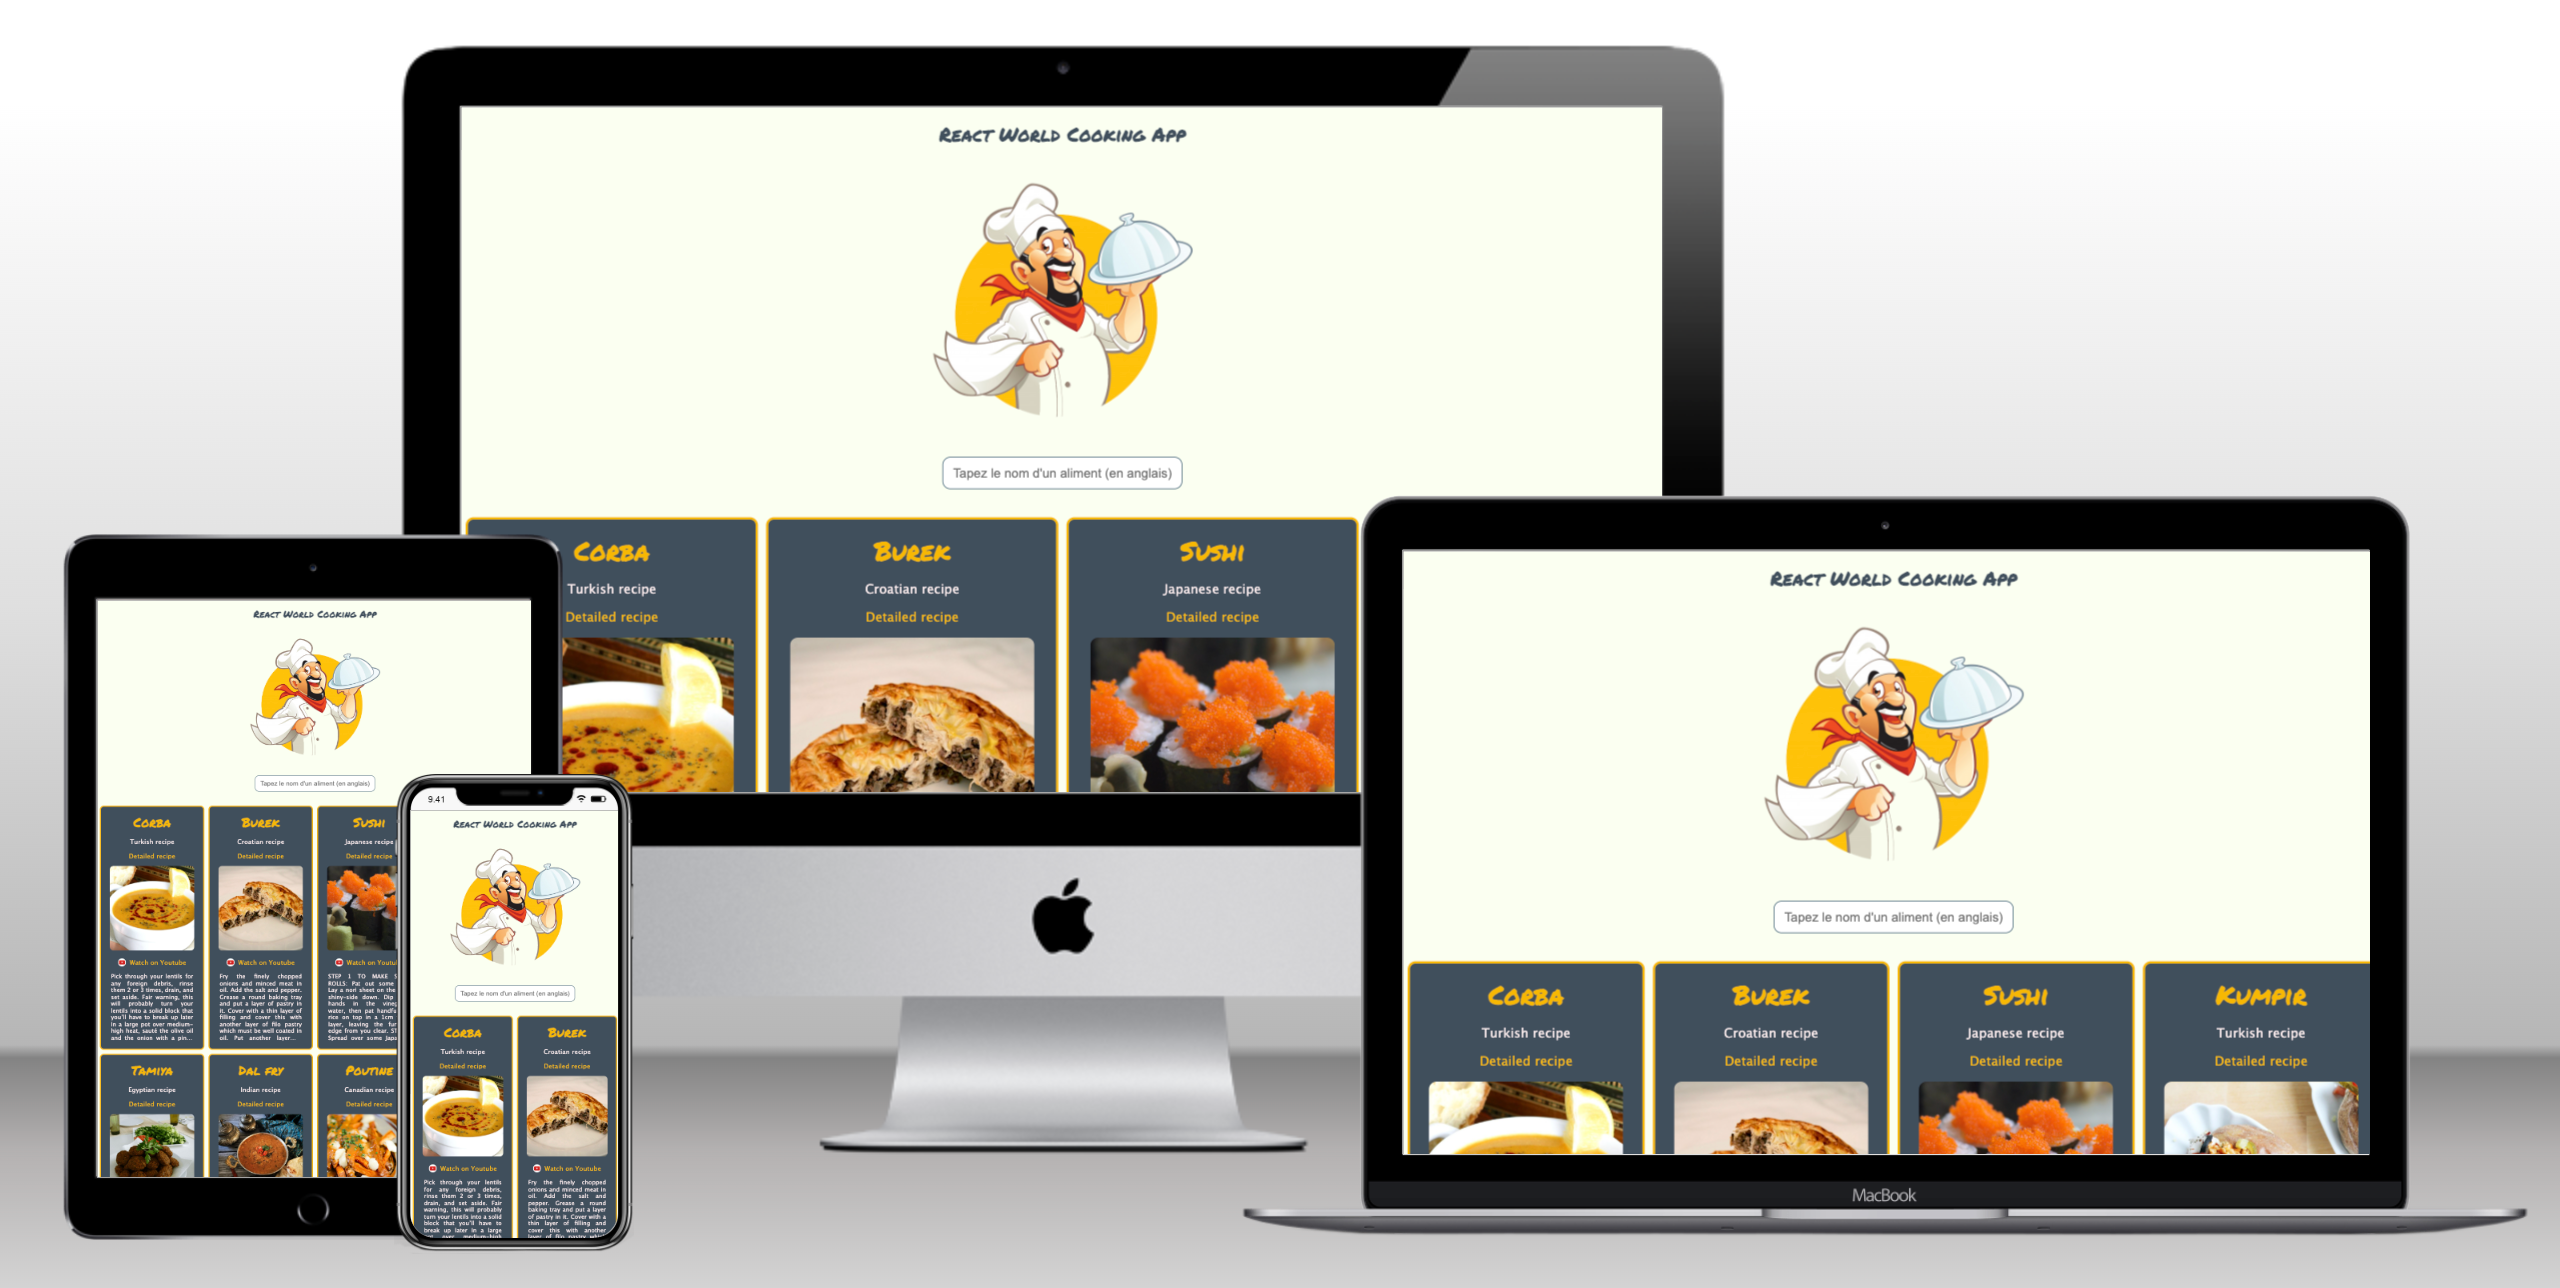 React World Cooking App
Tapez le nom d'un aliment (en anglais)
Corba
Turkish recipe
Detailed recipe
Burek
Croatian recipe
Detailed recipe
Sushi
Japanese recipe
Detailed recipe
React World Cooking App
Tapez le nom d'un aliment (en anglais)
Corba
Turkish recipe
Detailed recipe
Burek
Croatian recipe
Detailed recipe
Sushi
Japanese recipe
Detailed recipe
Kumpir
Turkish recipe
Detailed recipe
MacBook
React World Cooking App
Tapez le nom d'un aliment (en anglais)
Corba
Turkish recipe
Detailed recipe
Watch on Youtube
Pick through your lentils for
any foreign debris, rinse
them 2 or 3 times, drain, and
set aside. Fair warning, this
will probably turn your
lentils into a solid block that
you'll have to break up later
in a large pot over medium-
high heat, sauté the olive oil
and the onion with a pin...
Burek
Croatian recipe
Detailed recipe
Watch on Youtube
Fry the finely chopped
onions and minced meat in
oil. Add the salt and pepper.
Grease a round baking tray
and put a layer of pastry in
it. Cover with a thin layer of
filling and cover this with
another layer of filo pastry
which must be well coated in
oil. Put another layer...
Sushi
Japanese recipe
Detailed recipe
Watch on Youtu
STEP 1 TO MAKE S
ROLLS: Pat out some
Lay a nori sheet on the
shiny-side down. Dip
hands in the vine
water, then pat handfu
rice on top in a 1cm
layer, leaving the fur
edge from you clear. ST
Spread over some Japa
Tamiya
Egyptian recipe
Detailed recipe
Dal fry
Indian recipe
Detailed recipe
Poutine
Canadian recipe
Detailed recipe
9.41
React World Cooking App
Tapez le nom d'un aliment (en anglais)
Corba
Turkish recipe
Detailed recipe
Watch on Youtube
Pick through your lentils
for any foreign debris,
rinse them 2 or 3 times,
drain, and set aside. Fair
warning, this will probably
turn your lentils into a solid
block that you'll have to
break up later in a large
over medium-high
Burek
Croatian recipe
Detailed recipe
Watch on Youtube
Fry the finely chopped
onions and minced meat in
oil. Add the salt and
pepper. Grease a round
baking tray and put a layer
of pastry in it. Cover with a
thin layer of filling and
cover this with another
layer of filo pastry